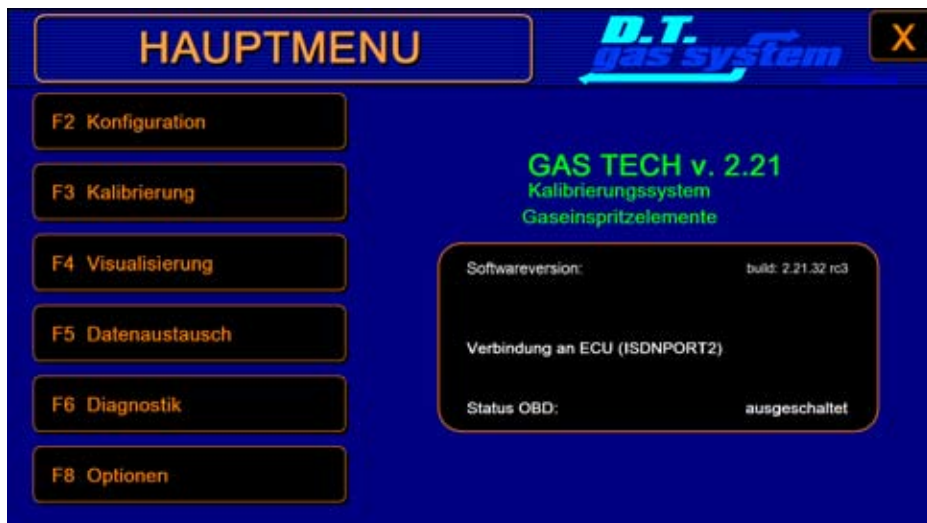 HAUPTMENU
D.T.
gas system
X
F2 Konfiguration
F3 Kalibrierung
F4 Visualisierung
F5 Datenaustausch
F6 Diagnostik
F8 Optionen
GAS TECH v. 2.21
Kalibrierungssystem
Gaseinspritzelemente
Softwareversion: build: 2.21.32 rc3
Verbindung an ECU (ISDNPORT2)
Status OBD: ausgeschaltet